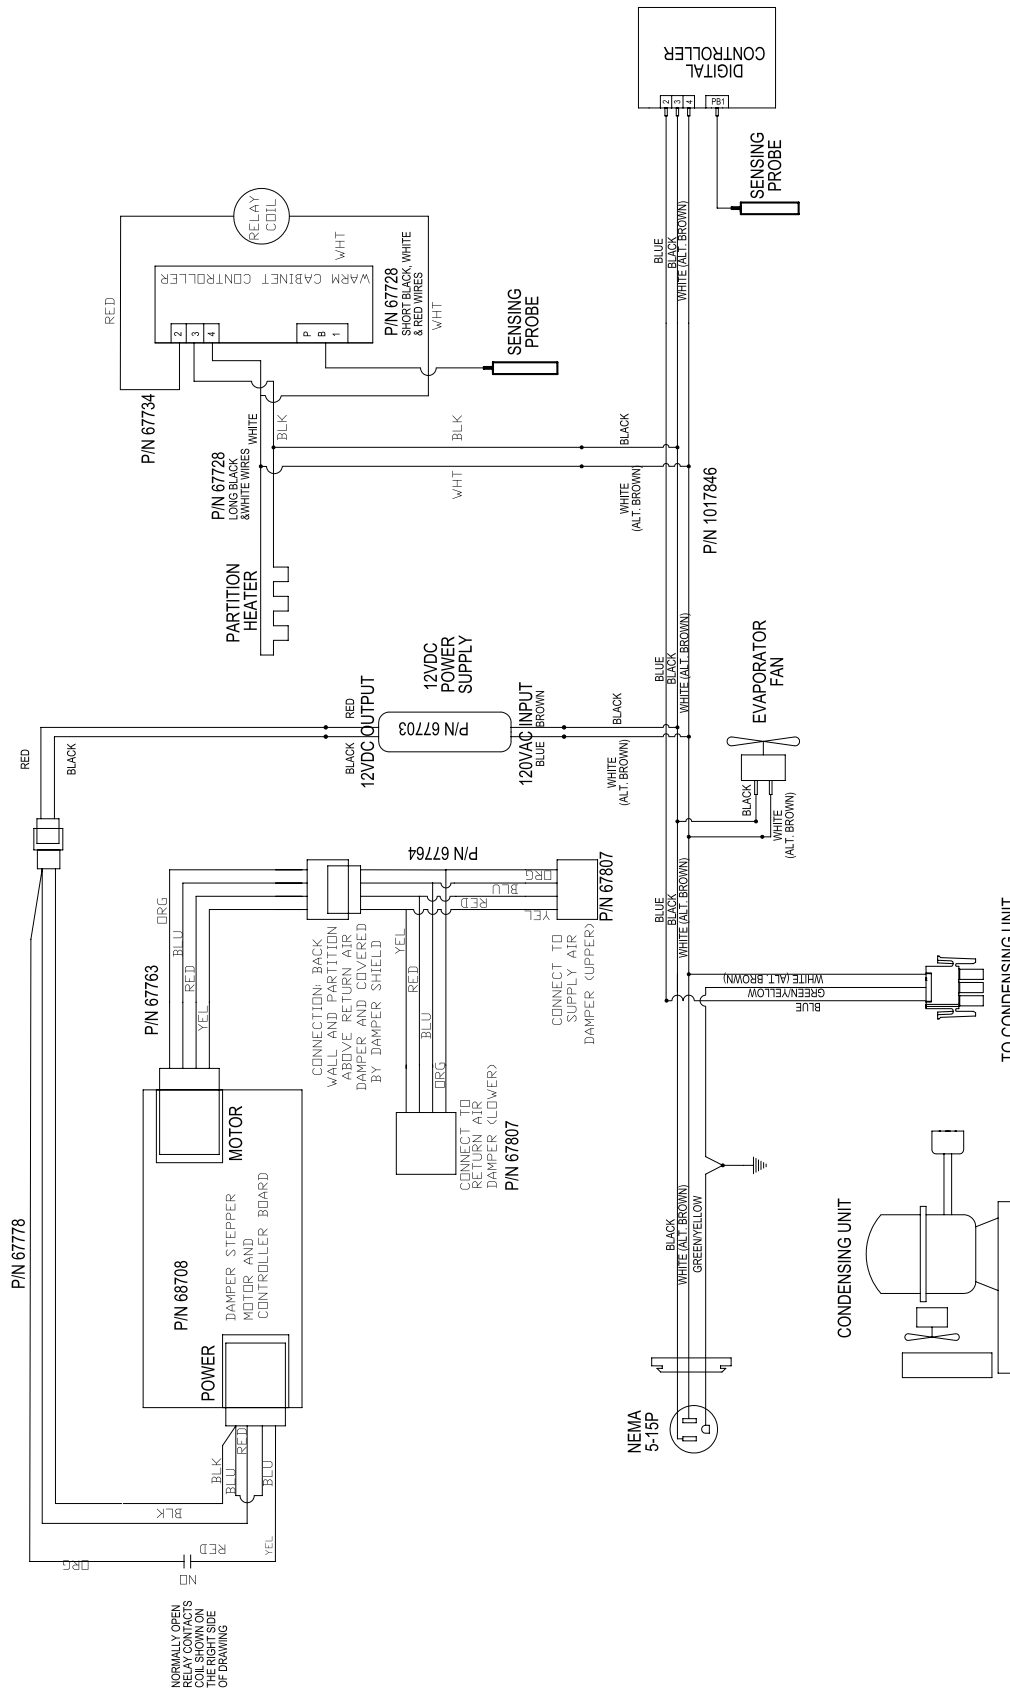 DIGITAL
CONTROLLER
2
3
4
PB1
SENSING
PROBE
BLUE
BLACK
WHITE (ALT. BROWN)
RELAY
COIL
WHT
WARM CABINET CONTROLLER
RED
2
3
4
P
B
1
P/N 67728
SHORT BLACK, WHITE
& RED WIRES
WHT
SENSING
PROBE
P/N 67734
P/N 67728
LONG BLACK
&WHITE WIRES
WHITE
BLK
BLK
WHT
BLACK
WHITE
(ALT. BROWN)
P/N 1017846
PARTITION
HEATER
12VDC
POWER
SUPPLY
P/N 67703
12VDC OUTPUT
RED
BLACK
120VAC INPUT
BROWN
BLUE
BLACK
WHITE
(ALT. BROWN)
BLUE
BLACK
WHITE (ALT. BROWN)
EVAPORATOR
FAN
BLACK
WHITE
(ALT. BROWN)
RED
BLACK
P/N 67764
ORG
BLU
RED
YEL
P/N 67807
CONNECT TO
SUPPLY AIR
DAMPER (UPPER)
ORG
BLU
RED
YEL
P/N 67763
CONNECTION: BACK
WALL AND PARTITION
ABOVE RETURN AIR
DAMPER AND COVERED
BY DAMPER SHIELD
YEL
RED
BLU
ORG
CONNECT TO
RETURN AIR
DAMPER (LOWER)
P/N 67807
BLUE
BLACK
WHITE (ALT. BROWN)
WHITE (ALT. BROWN)
GREEN/YELLOW
BLUE
TO CONDENSING UNIT
MOTOR
P/N 67778
P/N 68708
DAMPER STEPPER
MOTOR AND
CONTROLLER BOARD
POWER
BLK
BLU
RED
BLU
BLK
RED
YEL
ORG
NO
NORMALLY OPEN
RELAY CONTACTS
COIL SHOWN ON
THE RIGHT SIDE
OF DRAWING
BLACK
WHITE (ALT. BROWN)
GREEN/YELLOW
NEMA
5-15P
CONDENSING UNIT